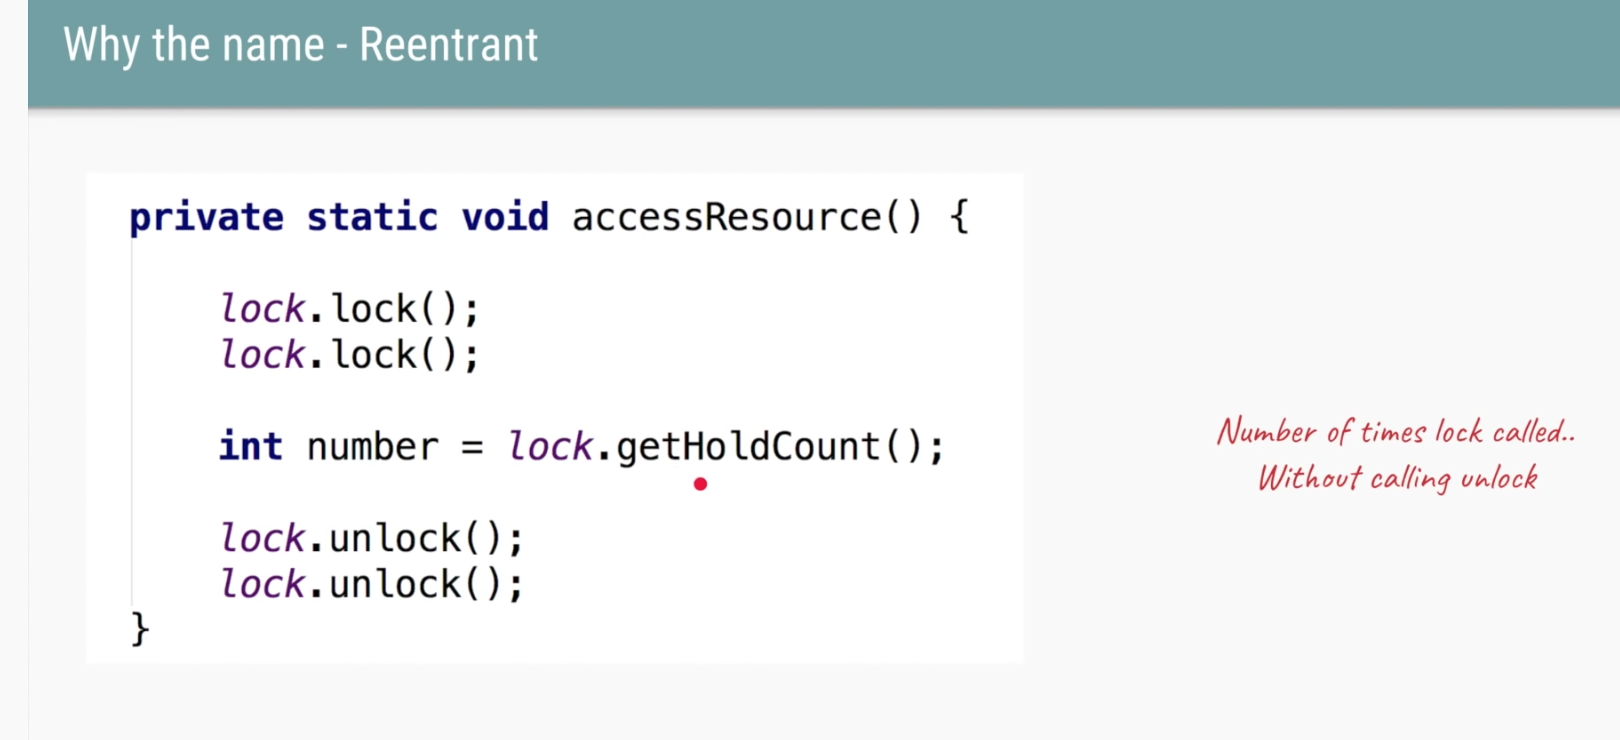 Why the name - Reentrant
private static void accessResource() {
lock.lock();
lock.lock();
int number = lock.getHoldCount();
Number of times lock called..
Without calling unlock
lock.unlock();
lock.unlock();
}